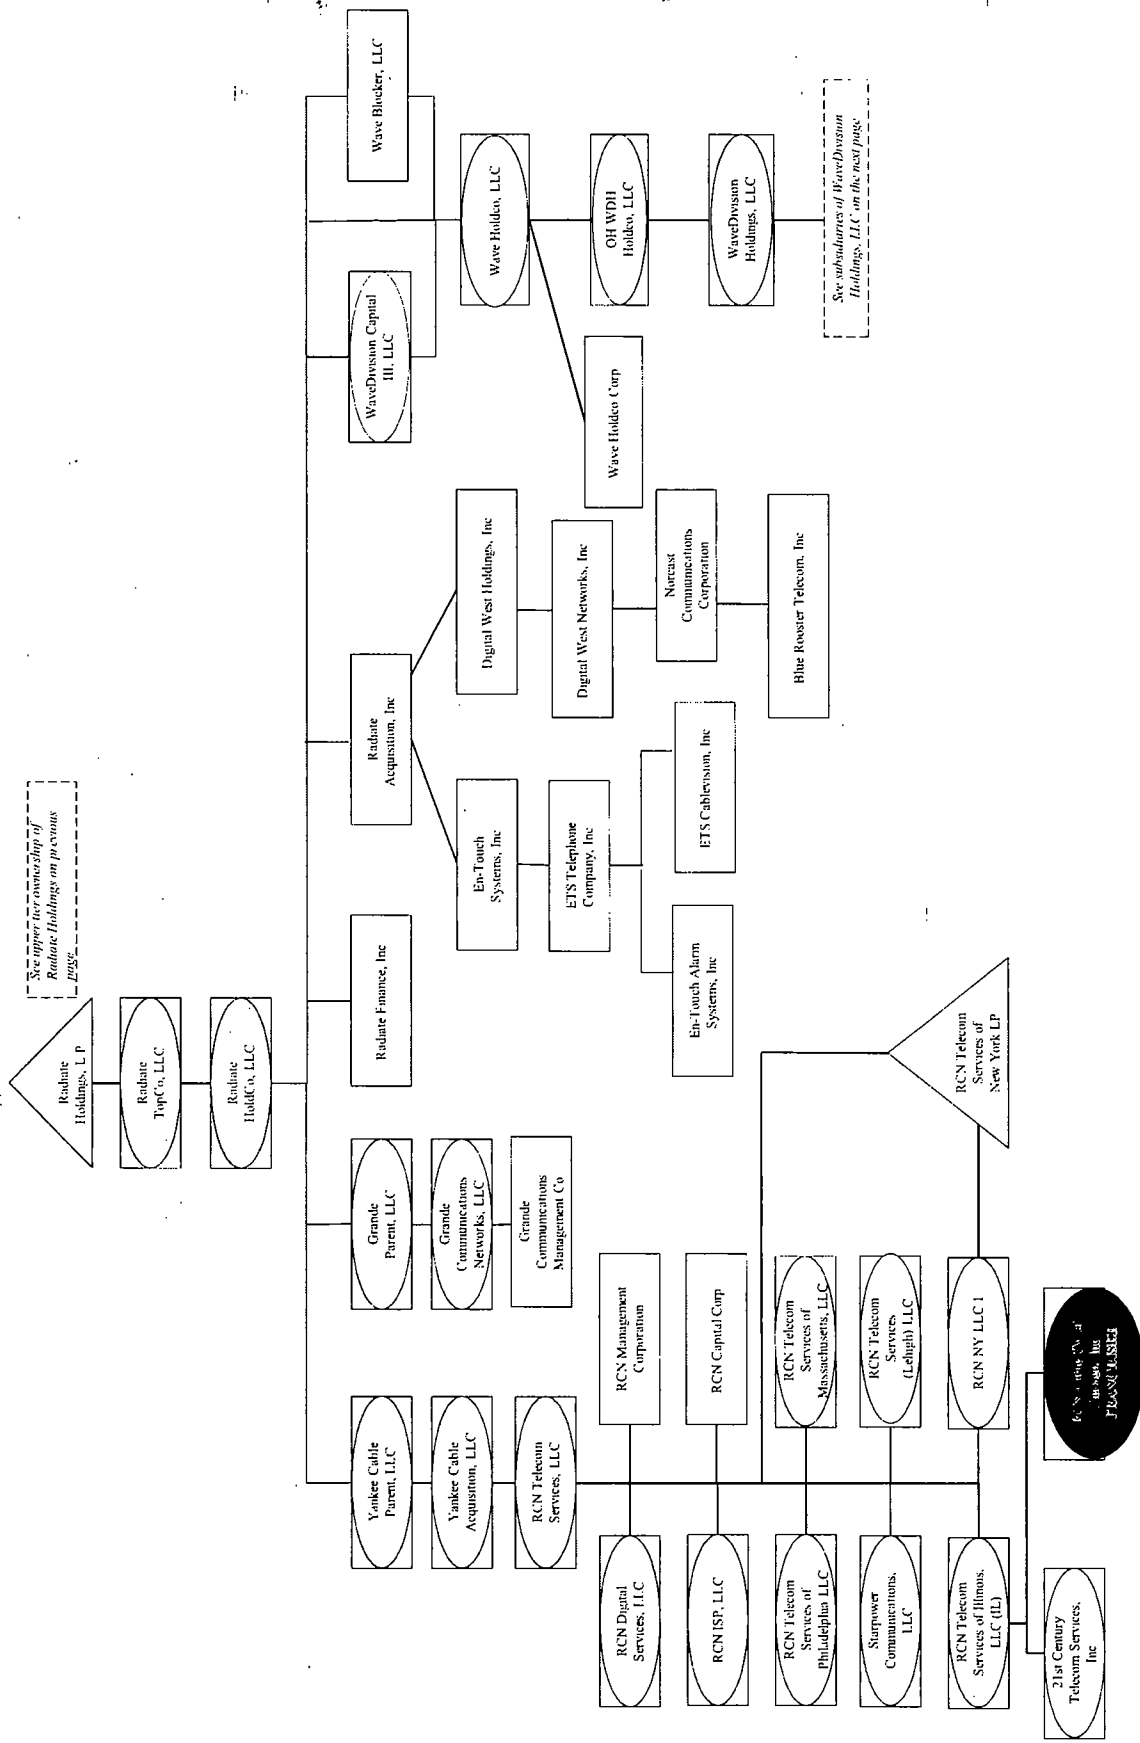 See upper tier ownership of
Radiate Holdings on previous
page
Radiate
Holdings, L P
Radiate
TopCo, LLC
Radiate
HoldCo, LLC
Yankee Cable
Parent, LLC
Grande
Parent, LLC
Radiate Finance, Inc
Radiate
Acquisition, Inc
WaveDivision Capital
III, LLC
Wave Blocker, LLC
Yankee Cable
Acquisition, LLC
Grande
Communications
Networks, LLC
En-Touch
Systems, Inc
Digital West Holdings, Inc
Wave Holdco, LLC
RCN Telecom
Services, LLC
Grande
Communications
Management Co
ETS Telephone
Company, Inc
Digital West Networks, Inc
Wave Holdco Corp
OH WDH
Holdco, LLC
RCN Digital
Services, LLC
RCN Management
Corporation
En-Touch Alarm
Systems, Inc
ETS Cablevision, Inc
Norcast
Communications
Corporation
WaveDivision
Holdings, LLC
RCN ISP, LLC
RCN Capital Corp
Blue Rooster Telecom, Inc
See subsidiaries of WaveDivision
Holdings, LLC on the next page
RCN Telecom
Services of
Philadelphia LLC
RCN Telecom
Services of
Massachusetts, LLC
Starpower
Communications,
LLC
RCN Telecom
Services
(Lehigh) LLC
RCN Telecom
Services of Illinois,
LLC (IL)
RCN NY LLC 1
RCN Telecom
Services of
New York LP
21st Century
Telecom Services,
Inc
RCN